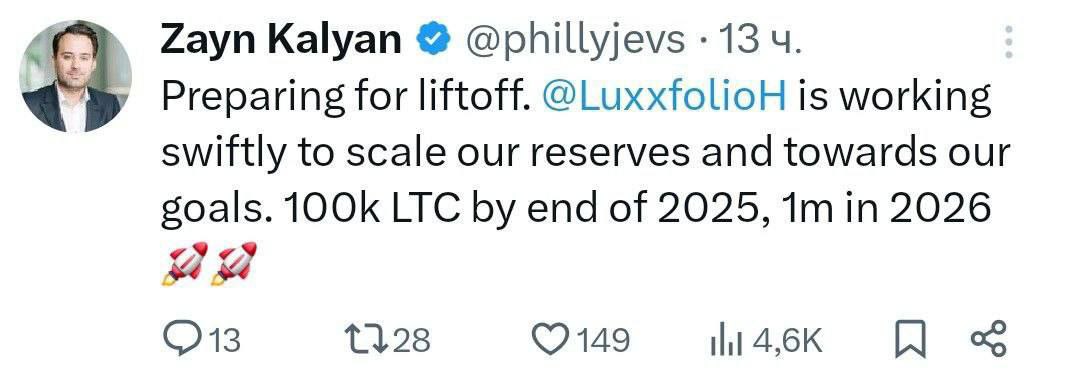 Zayn Kalyan @phillyjevs · 13 ч.
Preparing for liftoff. @LuxxfolioH is working
swiftly to scale our reserves and towards our
goals. 100k LTC by end of 2025, 1m in 2026
🚀🚀
13 28 149 4,6K